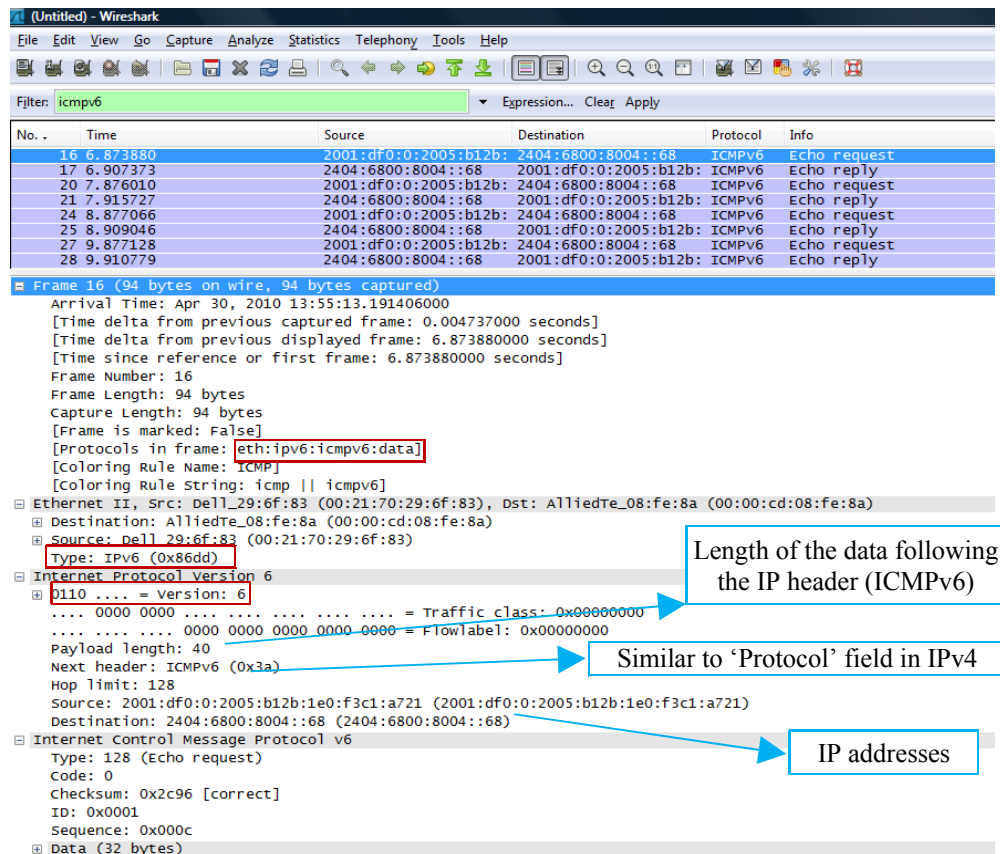 (Untitled) - Wireshark
File Edit View Go Capture Analyze Statistics Telephony Tools Help
Filter: icmpv6 Expression... Clear Apply
No. . Time Source Destination Protocol Info
16 6.873880 2001:df0:0:2005:b12b: 2404:6800:8004::68 ICMPv6 Echo request
17 6.907373 2404:6800:8004::68 2001:df0:0:2005:b12b: ICMPv6 Echo reply
20 7.876010 2001:df0:0:2005:b12b: 2404:6800:8004::68 ICMPv6 Echo request
21 7.915727 2404:6800:8004::68 2001:df0:0:2005:b12b: ICMPv6 Echo reply
24 8.877066 2001:df0:0:2005:b12b: 2404:6800:8004::68 ICMPv6 Echo request
25 8.909046 2404:6800:8004::68 2001:df0:0:2005:b12b: ICMPv6 Echo reply
27 9.877128 2001:df0:0:2005:b12b: 2404:6800:8004::68 ICMPv6 Echo request
28 9.910779 2404:6800:8004::68 2001:df0:0:2005:b12b: ICMPv6 Echo reply
Frame 16 (94 bytes on wire, 94 bytes captured)
Arrival Time: Apr 30, 2010 13:55:13.191406000
[Time delta from previous captured frame: 0.004737000 seconds]
[Time delta from previous displayed frame: 6.873880000 seconds]
[Time since reference or first frame: 6.873880000 seconds]
Frame Number: 16
Frame Length: 94 bytes
Capture Length: 94 bytes
[Frame is marked: False]
[Protocols in frame: eth:ipv6:icmpv6:data]
[Coloring Rule Name: ICMP]
[Coloring Rule String: icmp || icmpv6]
Ethernet II, Src: Dell_29:6f:83 (00:21:70:29:6f:83), Dst: AlliedTe_08:fe:8a (00:00:cd:08:fe:8a)
Destination: AlliedTe_08:fe:8a (00:00:cd:08:fe:8a)
Source: Dell_29:6f:83 (00:21:70:29:6f:83)
Type: IPv6 (0x86dd)
Length of the data following
the IP header (ICMPv6)
Internet Protocol Version 6
0110 .... = Version: 6
.... 0000 0000 .... .... .... .... .... = Traffic class: 0x00000000
.... .... .... 0000 0000 0000 0000 0000 = Flowlabel: 0x00000000
Payload length: 40
Next header: ICMPv6 (0x3a)
Similar to ‘Protocol’ field in IPv4
Hop limit: 128
Source: 2001:df0:0:2005:b12b:1e0:f3c1:a721 (2001:df0:0:2005:b12b:1e0:f3c1:a721)
Destination: 2404:6800:8004::68 (2404:6800:8004::68)
Internet Control Message Protocol v6
IP addresses
Type: 128 (Echo request)
Code: 0
Checksum: 0x2c96 [correct]
ID: 0x0001
Sequence: 0x000c
Data (32 bytes)